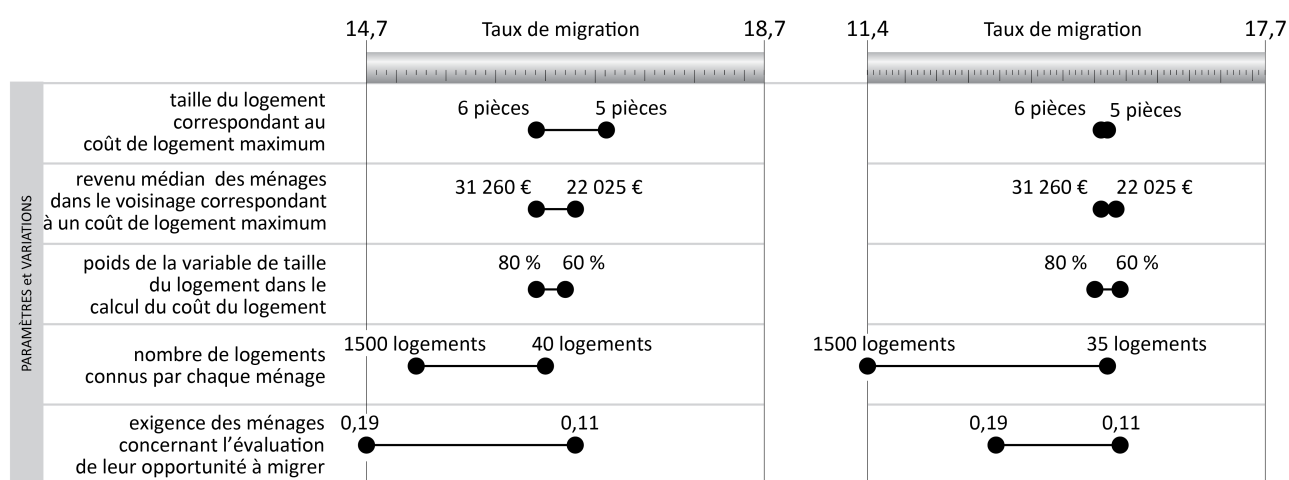 14,7 Taux de migration 18,7 11,4 Taux de migration 17,7
PARAMÈTRES et VARIATIONS
taille du logement
correspondant au
coût de logement maximum
6 pièces 5 pièces 6 pièces 5 pièces
revenu médian des ménages
dans le voisinage correspondant
à un coût de logement maximum
31 260 € 22 025 € 31 260 € 22 025 €
poids de la variable de taille
du logement dans le
calcul du coût du logement
80 % 60 % 80 % 60 %
nombre de logements
connus par chaque ménage
1500 logements 40 logements 1500 logements 35 logements
exigence des ménages
concernant l'évaluation
de leur opportunité à migrer
0,19 0,11 0,19 0,11